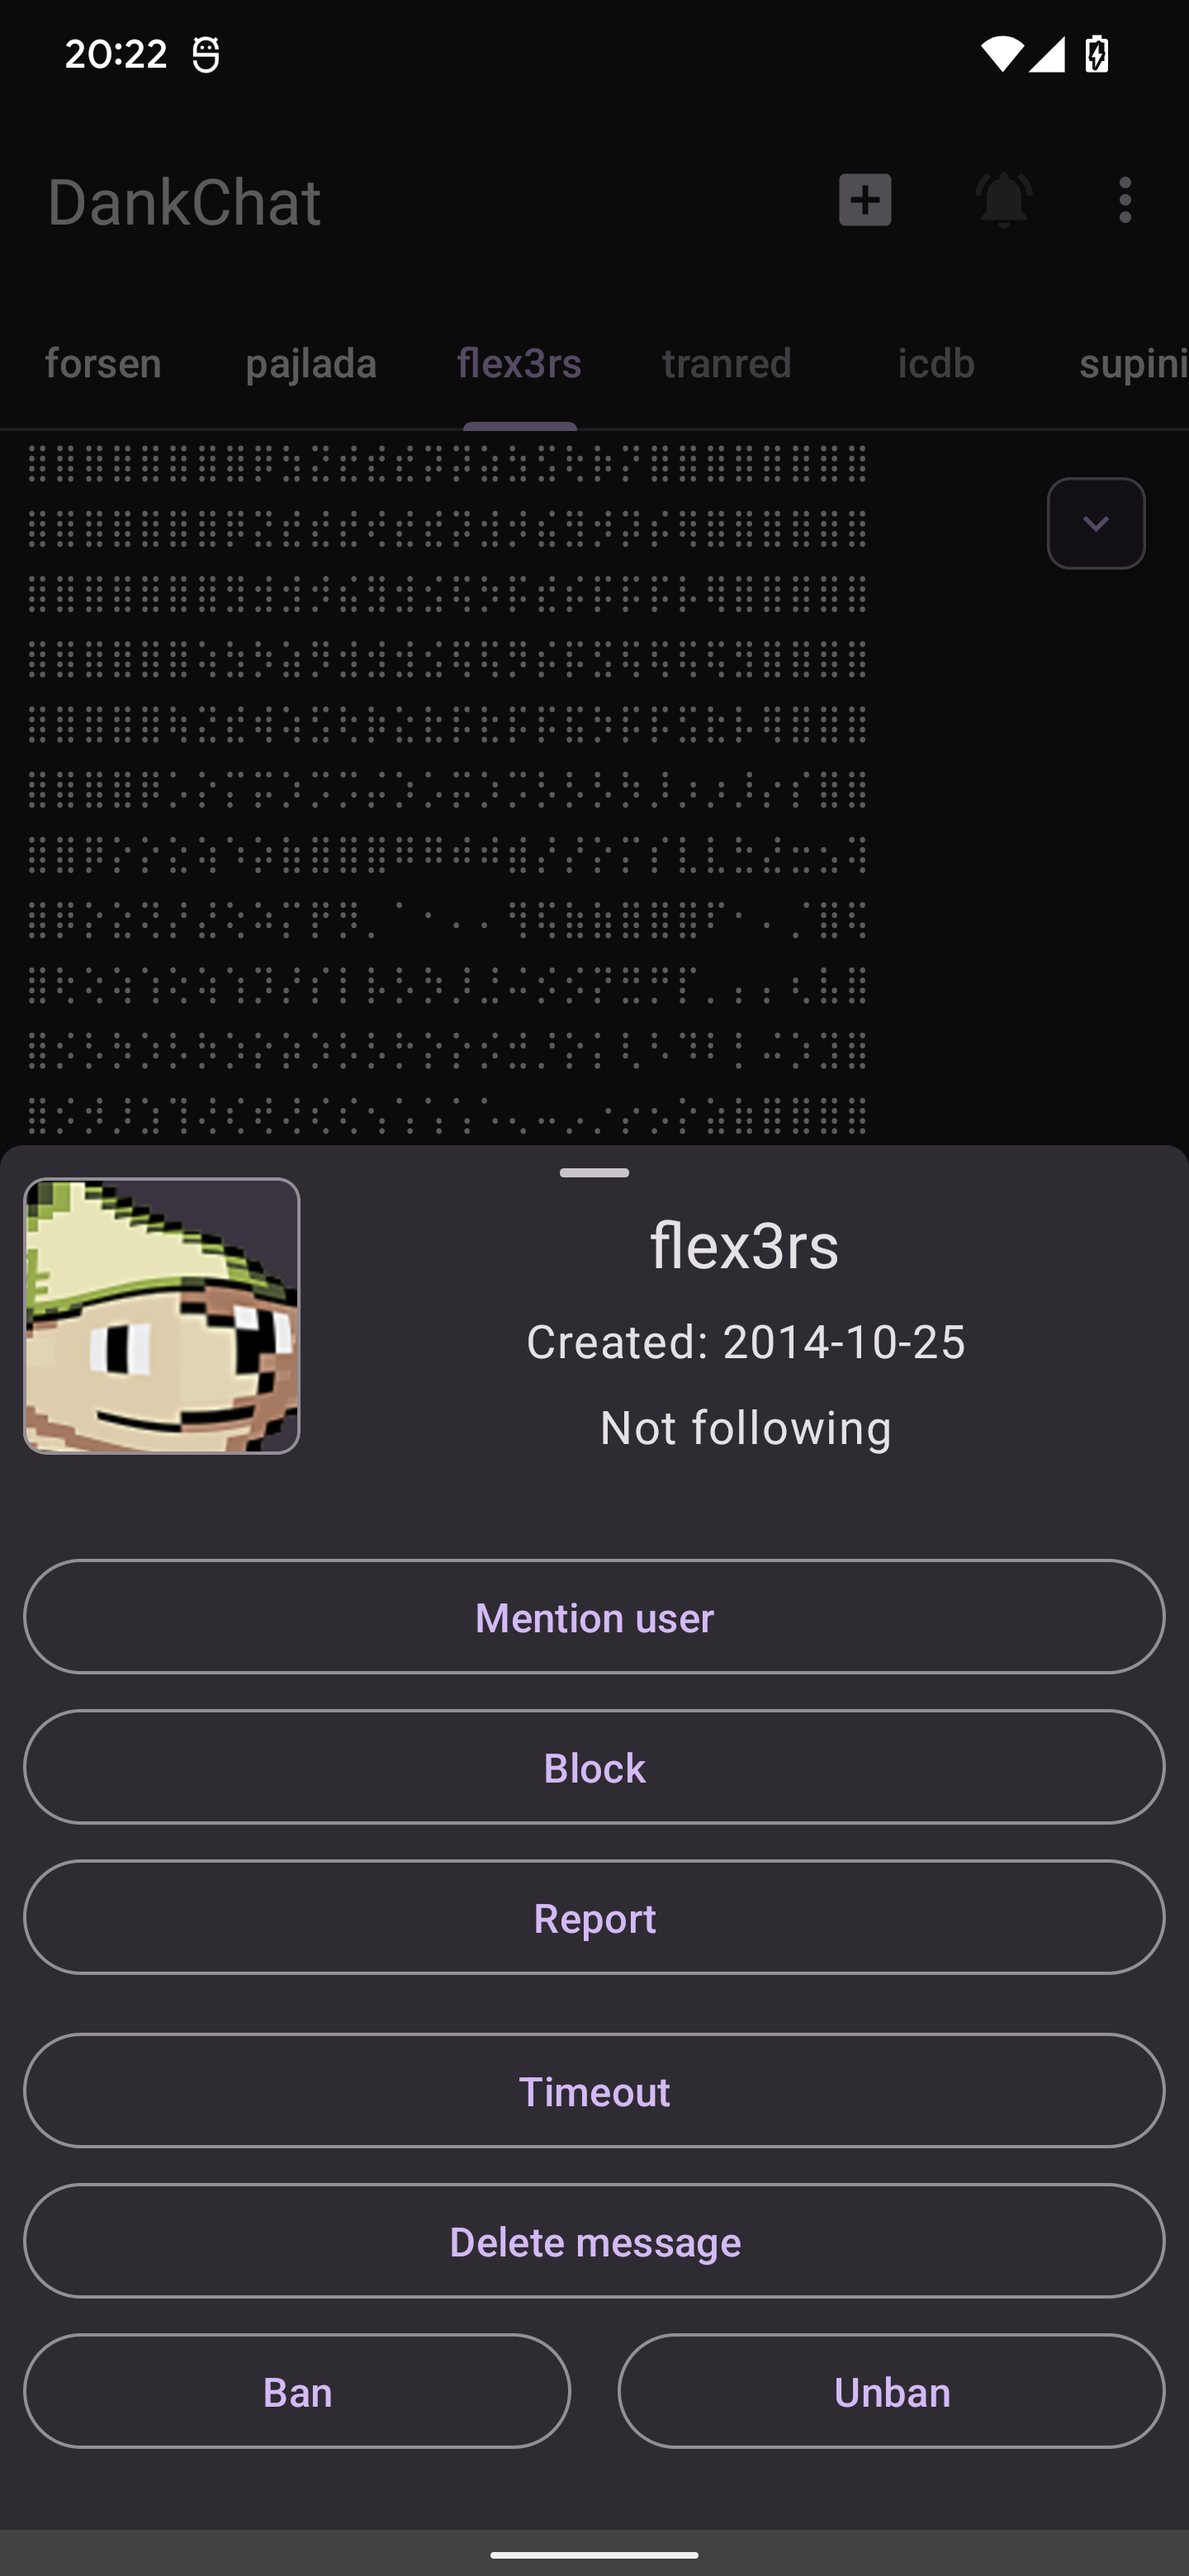 20:22
DankChat
forsen pajlada flex3rs tranred icdb supini
flex3rs
Created: 2014-10-25
Not following
Mention user
Block
Report
Timeout
Delete message
Ban Unban